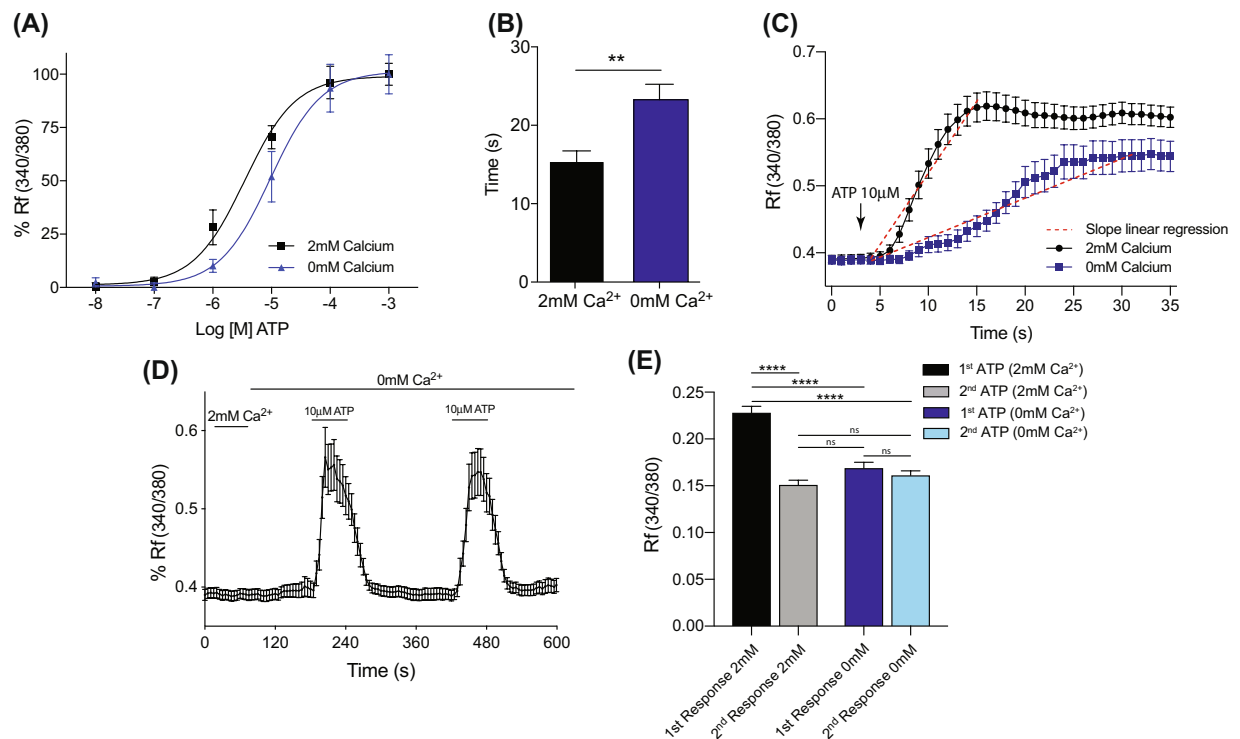 (A)
% Rf (340/380)
100
75
50
25
0
-8
-7
-6
-5
-4
-3
Log [M] ATP
2mM Calcium
0mM Calcium
(B)
**
Time (s)
30
20
10
0
2mM Ca²⁺
0mM Ca²⁺
(C)
Rf (340/380)
0.7
0.6
0.5
0.4
ATP 10μM
Slope linear regression
2mM Calcium
0mM Calcium
0
5
10
15
20
25
30
35
Time (s)
(D)
0mM Ca²⁺
2mM Ca²⁺
10μM ATP
10μM ATP
% Rf (340/380)
0.6
0.5
0.4
0
120
240
360
480
600
Time (s)
(E)
1ˢᵗ ATP (2mM Ca²⁺)
2ⁿᵈ ATP (2mM Ca²⁺)
1ˢᵗ ATP (0mM Ca²⁺)
2ⁿᵈ ATP (0mM Ca²⁺)
****
****
****
ns
ns
ns
Rf (340/380)
0.25
0.20
0.15
0.10
0.05
0.00
1st Response 2mM
2ⁿᵈ Response 2mM
1st Response 0mM
2ⁿᵈ Response 0mM